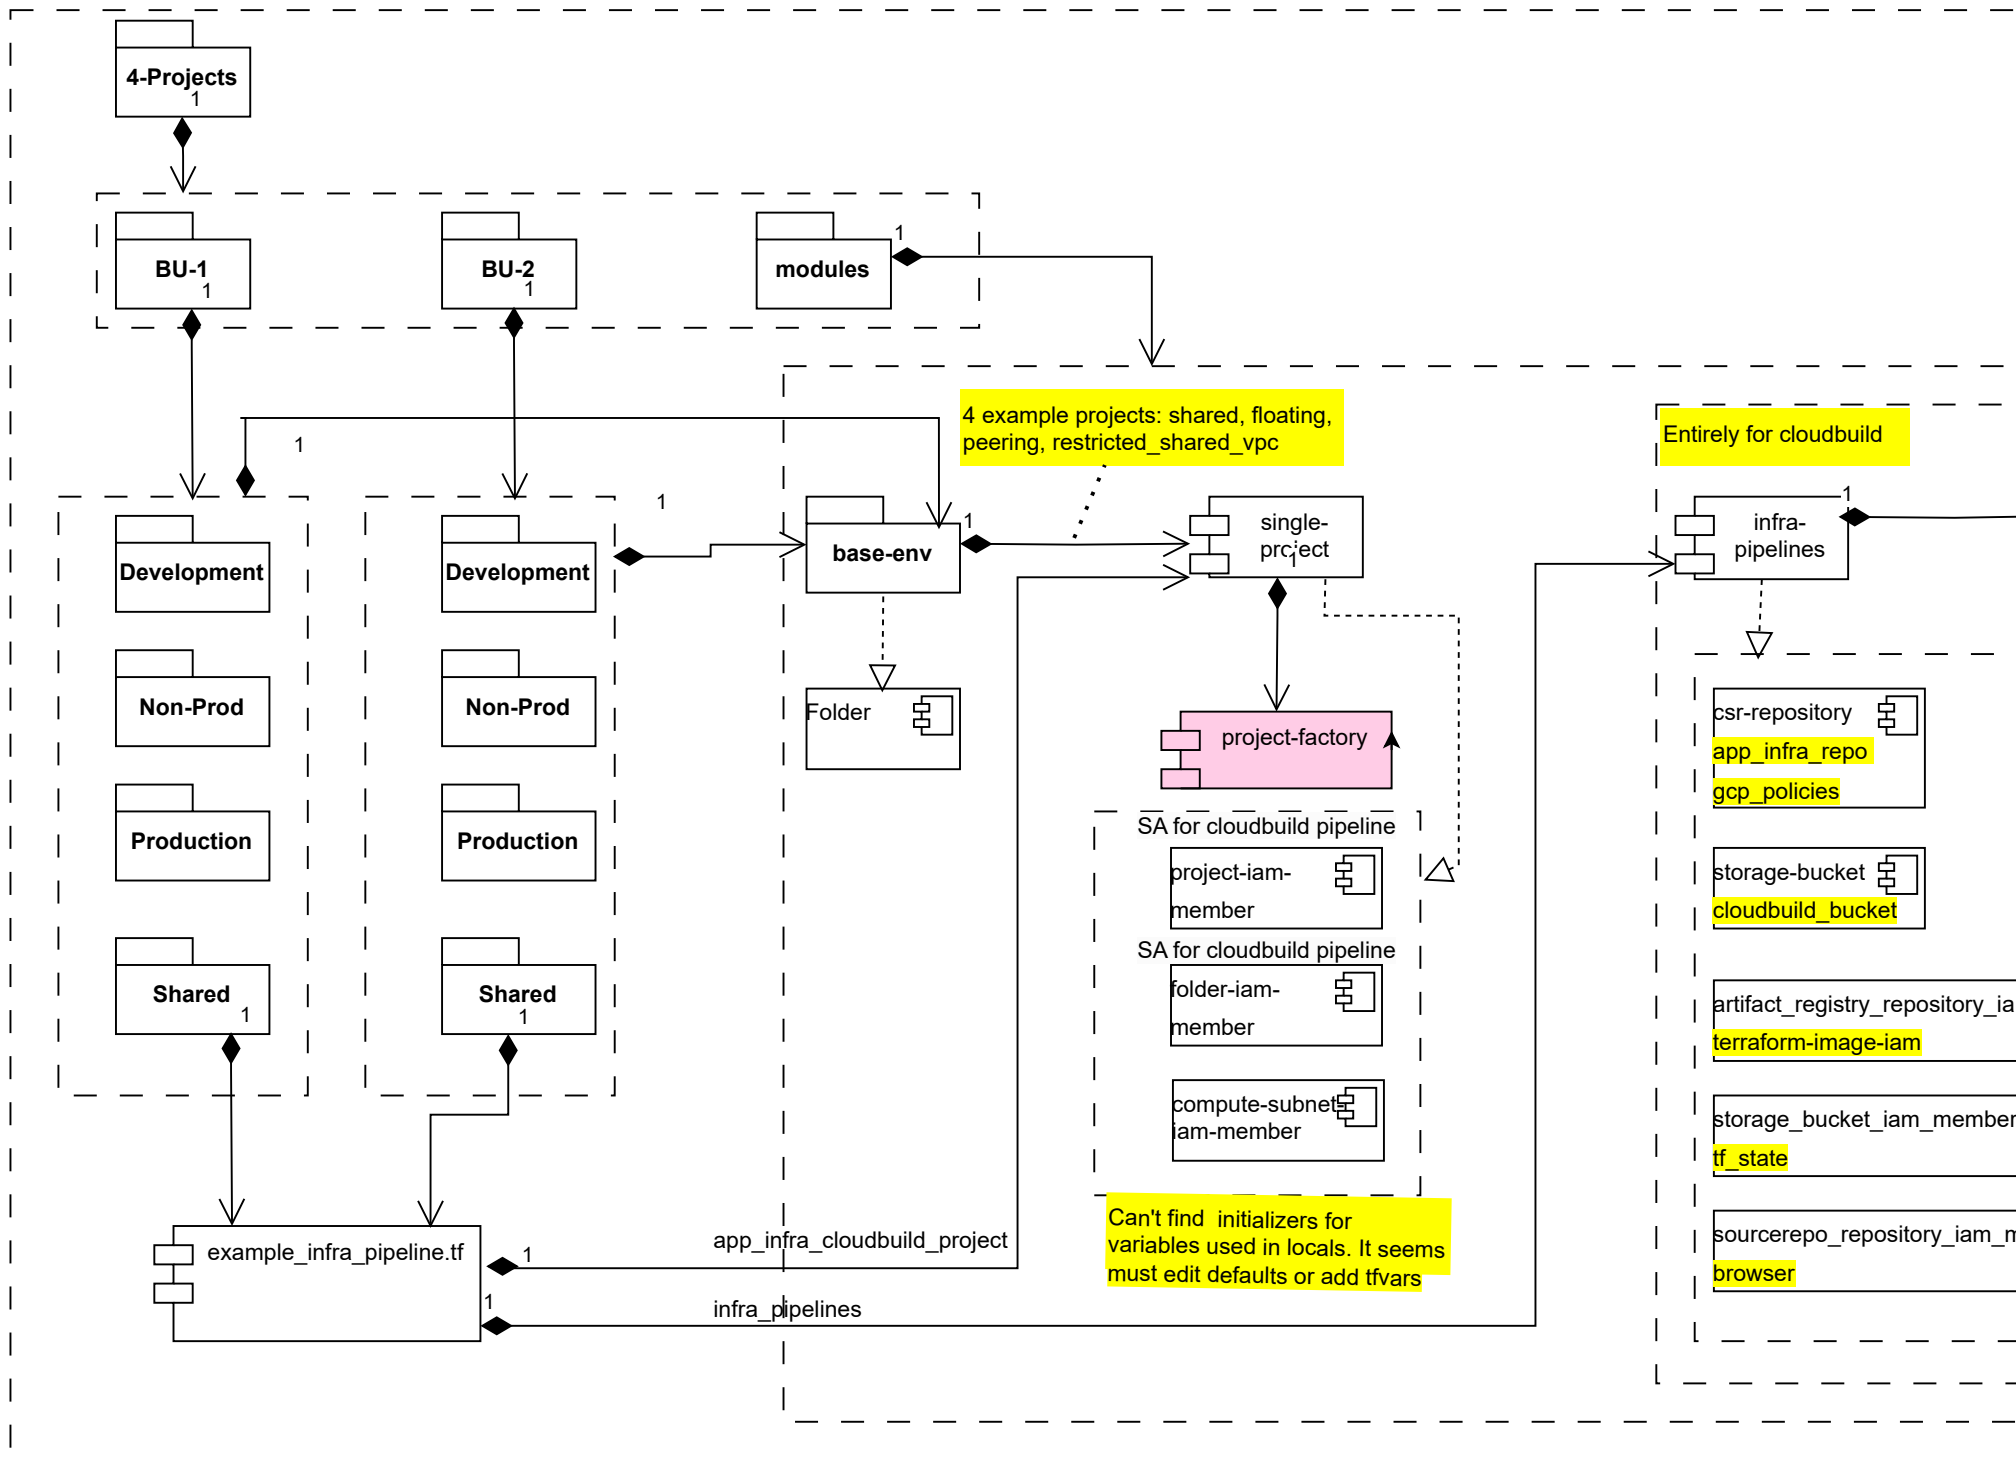 4-Projects
1
BU-1
1
BU-2
1
modules
1
4 example projects: shared, floating,
peering, restricted_shared_vpc
Entirely for cloudbuild
1
1
Development
Non-Prod
Production
Shared
1
Development
Non-Prod
Production
Shared
1
base-env
1
Folder
single-
project
1
project-factory
SA for cloudbuild pipeline
project-iam-
member
SA for cloudbuild pipeline
folder-iam-
member
compute-subnet-
iam-member
Can't find initializers for
variables used in locals. It seems
must edit defaults or add tfvars
infra-
pipelines
1
csr-repository
app_infra_repo
gcp_policies
storage-bucket
cloudbuild_bucket
artifact_registry_repository_ia
terraform-image-iam
storage_bucket_iam_member
tf_state
sourcerepo_repository_iam_m
browser
example_infra_pipeline.tf
1
app_infra_cloudbuild_project
1
infra_pipelines